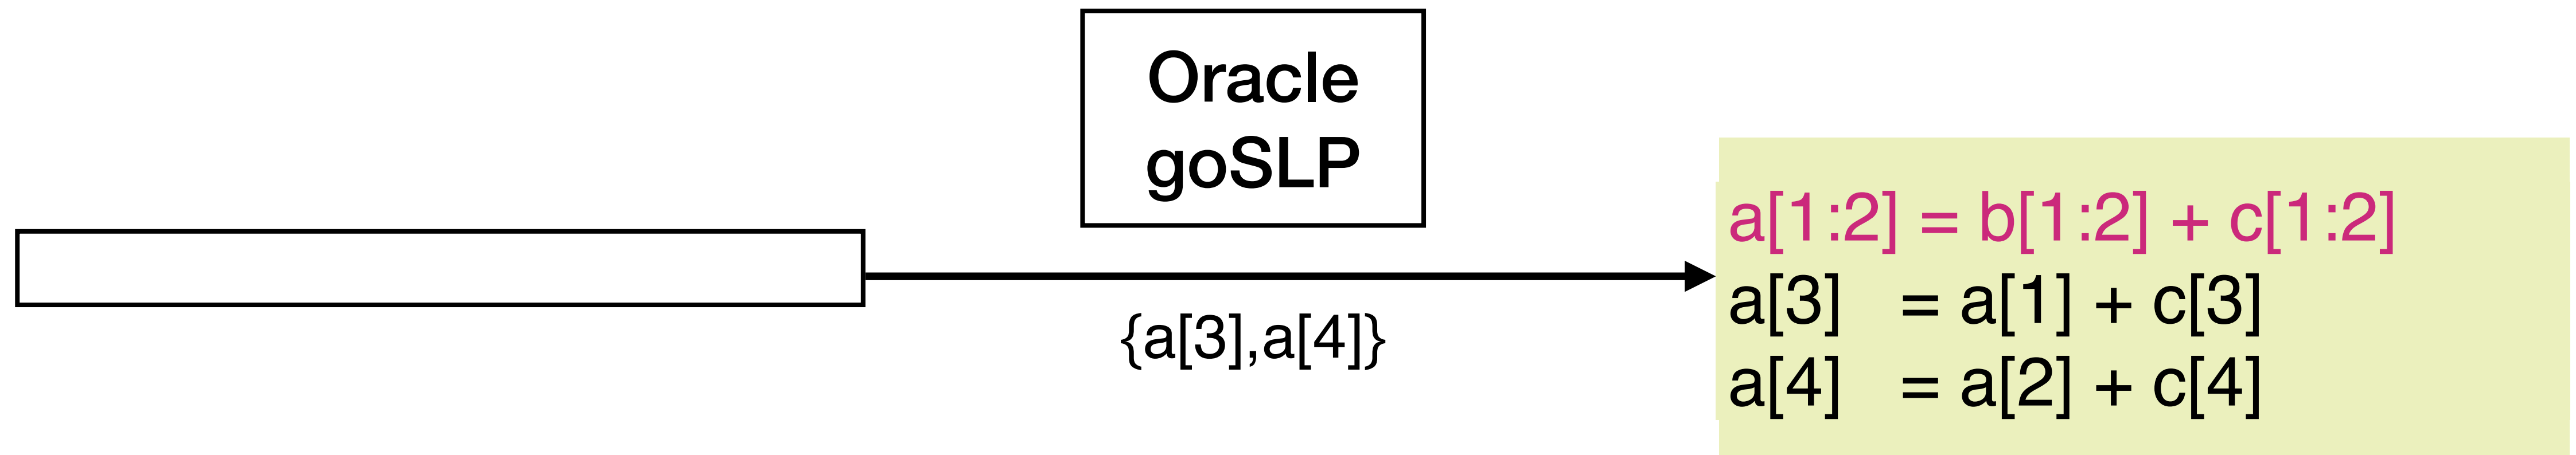 Oracle
goSLP
{a[3],a[4]}
a[1:2] = b[1:2] + c[1:2]
a[3] = a[1] + c[3]
a[4] = a[2] + c[4]